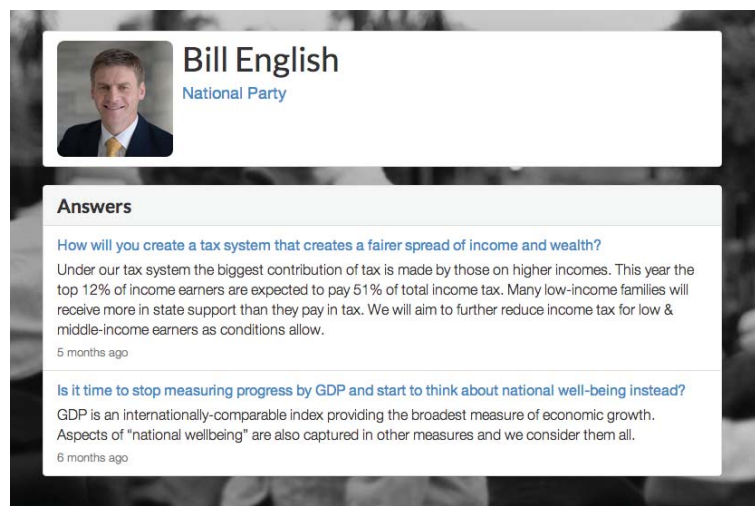 Bill English
National Party
Answers
How will you create a tax system that creates a fairer spread of income and wealth?
Under our tax system the biggest contribution of tax is made by those on higher incomes. This year the
top 12% of income earners are expected to pay 51% of total income tax. Many low-income families will
receive more in state support than they pay in tax. We will aim to further reduce income tax for low &
middle-income earners as conditions allow.
5 months ago
Is it time to stop measuring progress by GDP and start to think about national well-being instead?
GDP is an internationally-comparable index providing the broadest measure of economic growth.
Aspects of “national wellbeing” are also captured in other measures and we consider them all.
6 months ago